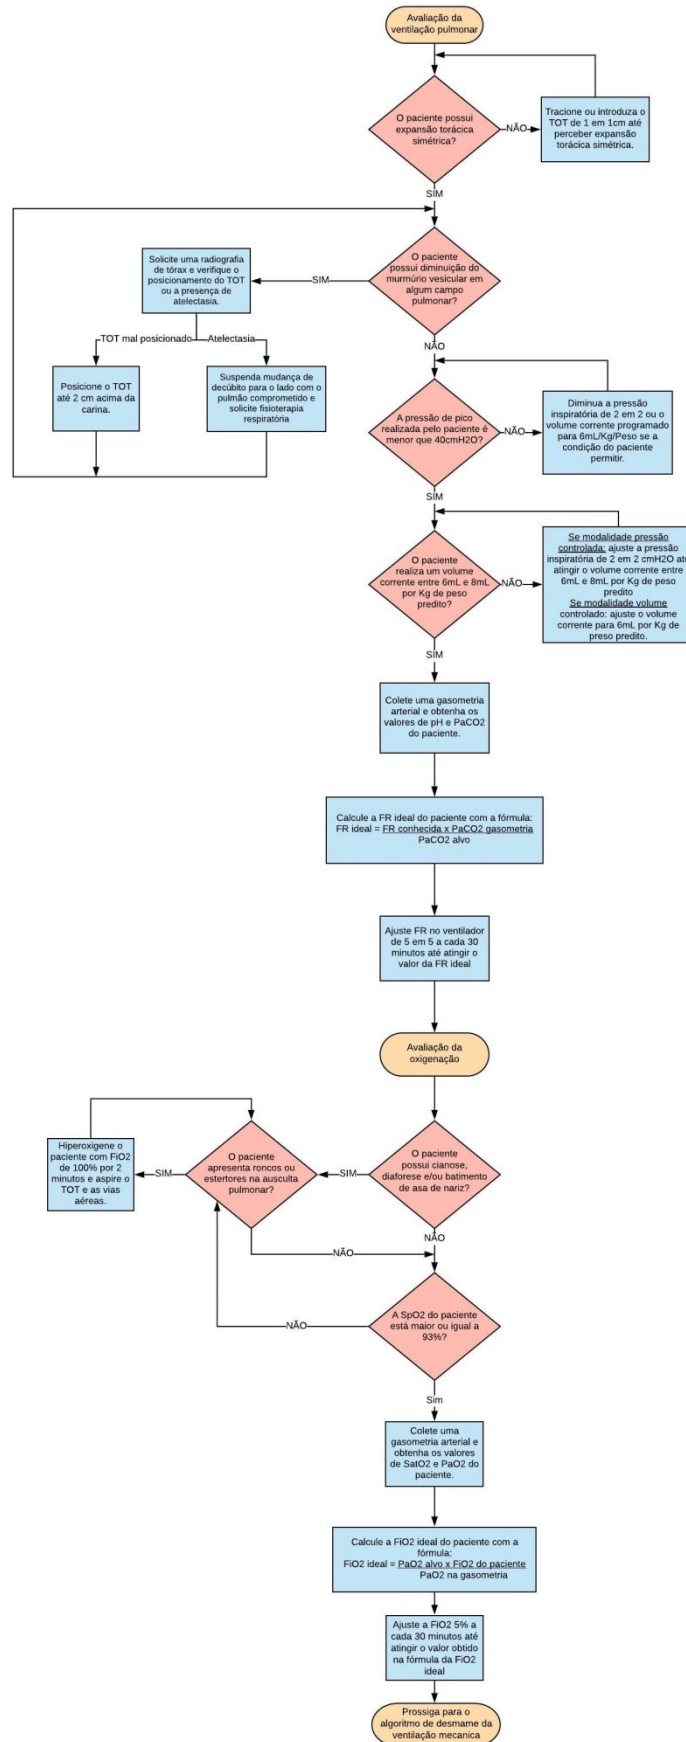 Avaliação da
ventilação pulmonar
O paciente possui
expansão torácica
simétrica?
NÃO
Tracione ou introduza o
TOT de 1 em 1cm até
perceber expansão
torácica simétrica.
SIM
O paciente
possui diminuição do
murmúrio vesicular em
algum campo
pulmonar?
SIM
Solicite uma radiografia
de tórax e verifique o
posicionamento do TOT
ou a presença de
atelectasia.
TOT mal posicionado
Atelectasia
Posicione o TOT
até 2 cm acima da
carina.
Suspenda mudança de
decúbito para o lado com o
pulmão comprometido e
solicite fisioterapia
respiratória
NÃO
A pressão de pico
realizada pelo paciente é
menor que 40cmH2O?
NÃO
Diminua a pressão
inspiratória de 2 em 2 ou o
volume corrente programado
para 6mL/Kg/Peso se a
condição do paciente
permitir.
SIM
O paciente
realiza um volume
corrente entre 6mL e 8mL
por Kg de peso
predito?
NÃO
Se modalidade pressão
controlada: ajuste a pressão
inspiratória de 2 em 2 cmH2O até
atingir o volume corrente entre
6mL e 8mL por Kg de peso
predito
Se modalidade volume
controlado: ajuste o volume
corrente para 6mL por Kg de
preso predito.
SIM
Colete uma gasometria
arterial e obtenha os
valores de pH e PaCO2
do paciente.
Calcule a FR ideal do paciente com a fórmula:
FR ideal = FR conhecida x PaCO2 gasometria
PaCO2 alvo
Ajuste FR no ventilador
de 5 em 5 a cada 30
minutos até atingir o
valor da FR ideal
Avaliação da
oxigenação
O paciente
possui cianose,
diaforese e/ou batimento
de asa de nariz?
SIM
O paciente
apresenta roncos ou
estertores na ausculta
pulmonar?
SIM
Hiperoxigene o
paciente com FiO2
de 100% por 2
minutos e aspire o
TOT e as vias
aéreas.
NÃO
NÃO
A SpO2 do paciente
está maior ou igual a
93%?
NÃO
Sim
Colete uma
gasometria arterial e
obtenha os valores
de SatO2 e PaO2 do
paciente.
Calcule a FiO2 ideal do paciente com a
fórmula:
FiO2 ideal = PaO2 alvo x FiO2 do paciente
PaO2 na gasometria
Ajuste a FiO2 5% a
cada 30 minutos até
atingir o valor obtido
na fórmula da FiO2
ideal
Prossiga para o
algoritmo de desmame da
ventilação mecanica